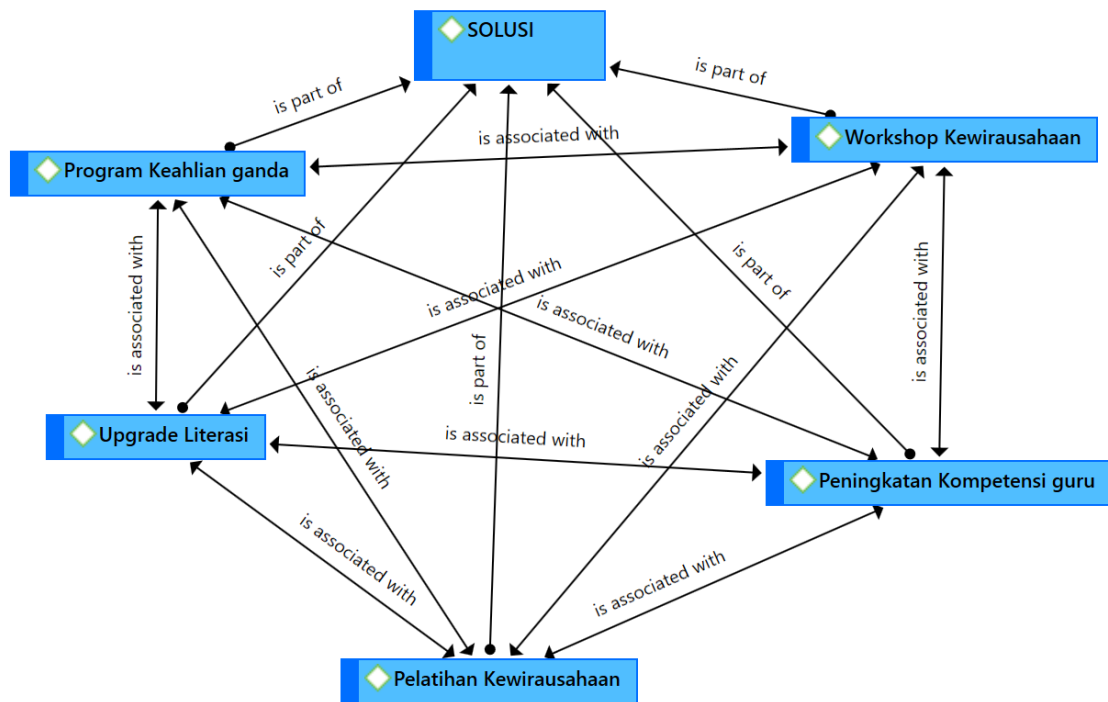 SOLUSI
is part of
is part of
Workshop Kewirausahaan
is associated with
Program Keahlian ganda
is part of
is part of
is associated with
is associated with
is associated with
is associated with
is part of
is associated with
is associated with
Upgrade Literasi
is associated with
Peningkatan Kompetensi guru
is associated with
is associated with
Pelatihan Kewirausahaan